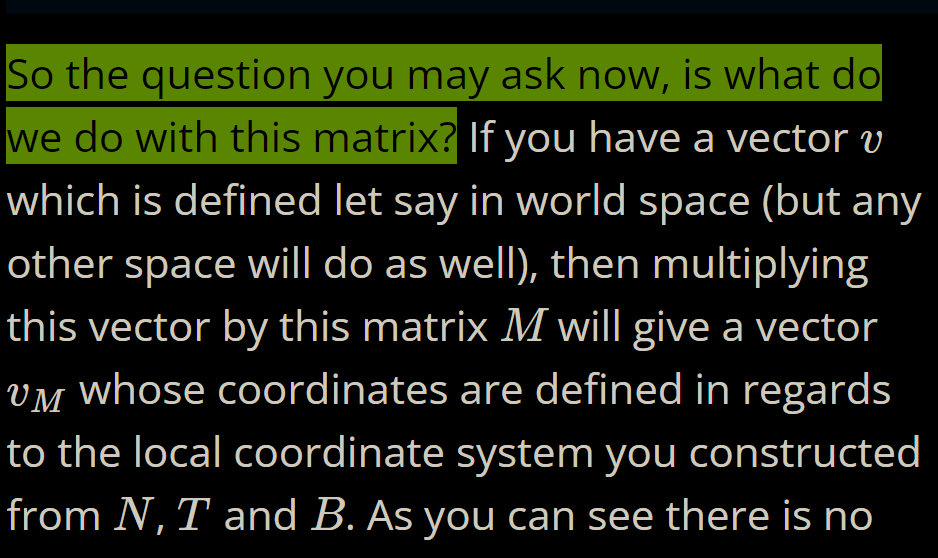 So the question you may ask now, is what do
we do with this matrix? If you have a vector v
which is defined let say in world space (but any
other space will do as well), then multiplying
this vector by this matrix M will give a vector
v_M whose coordinates are defined in regards
to the local coordinate system you constructed
from N, T and B. As you can see there is no